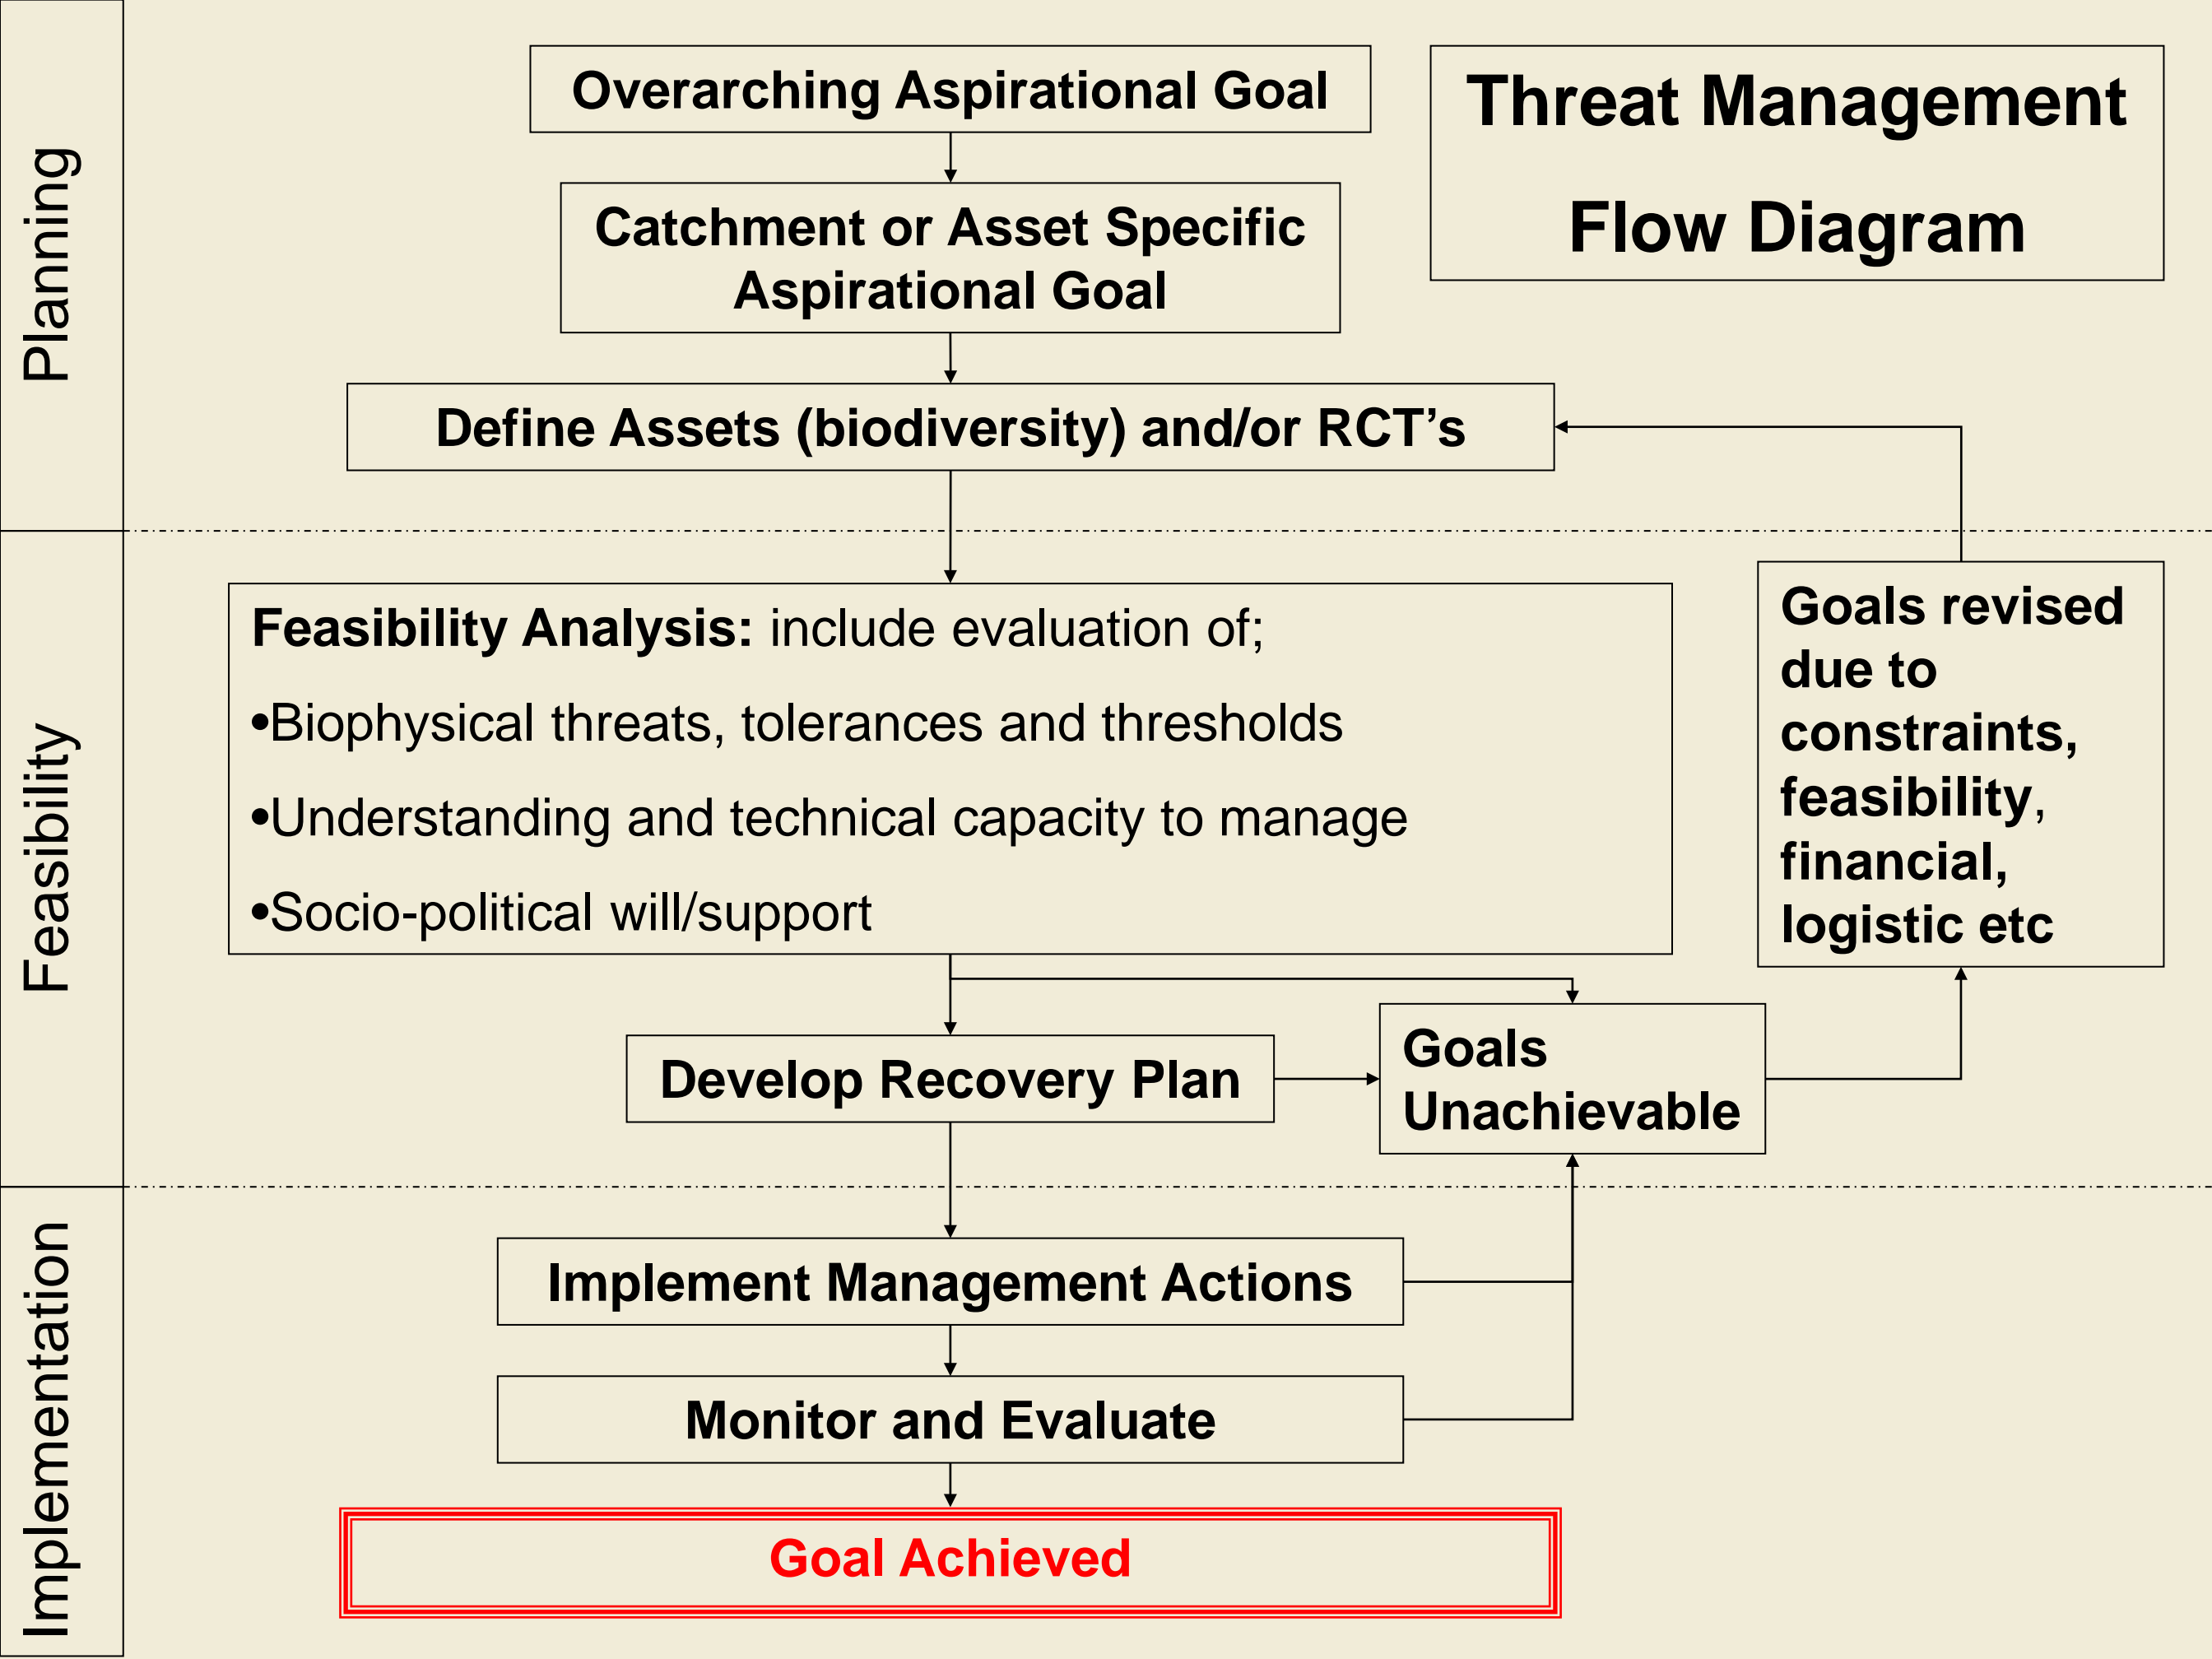 Planning
Overarching Aspirational Goal
Threat Management
Flow Diagram
Catchment or Asset Specific
Aspirational Goal
Define Assets (biodiversity) and/or RCT’s
Feasibility
Feasibility Analysis: include evaluation of;
•Biophysical threats, tolerances and thresholds
•Understanding and technical capacity to manage
•Socio-political will/support
Goals revised
due to
constraints,
feasibility,
financial,
logistic etc
Develop Recovery Plan
Goals
Unachievable
Implementation
Implement Management Actions
Monitor and Evaluate
Goal Achieved